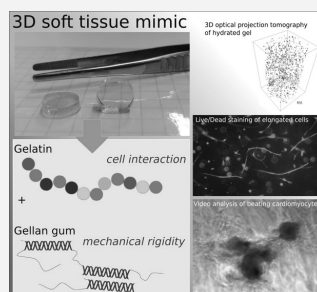 3D soft tissue mimic
Gelatin
cell interaction
+
Gellan gum
mechanical rigidity
3D optical projection tomography
of hydrated gel
Live/Dead staining of elongated cells
Video analysis of beating cardiomyocytes